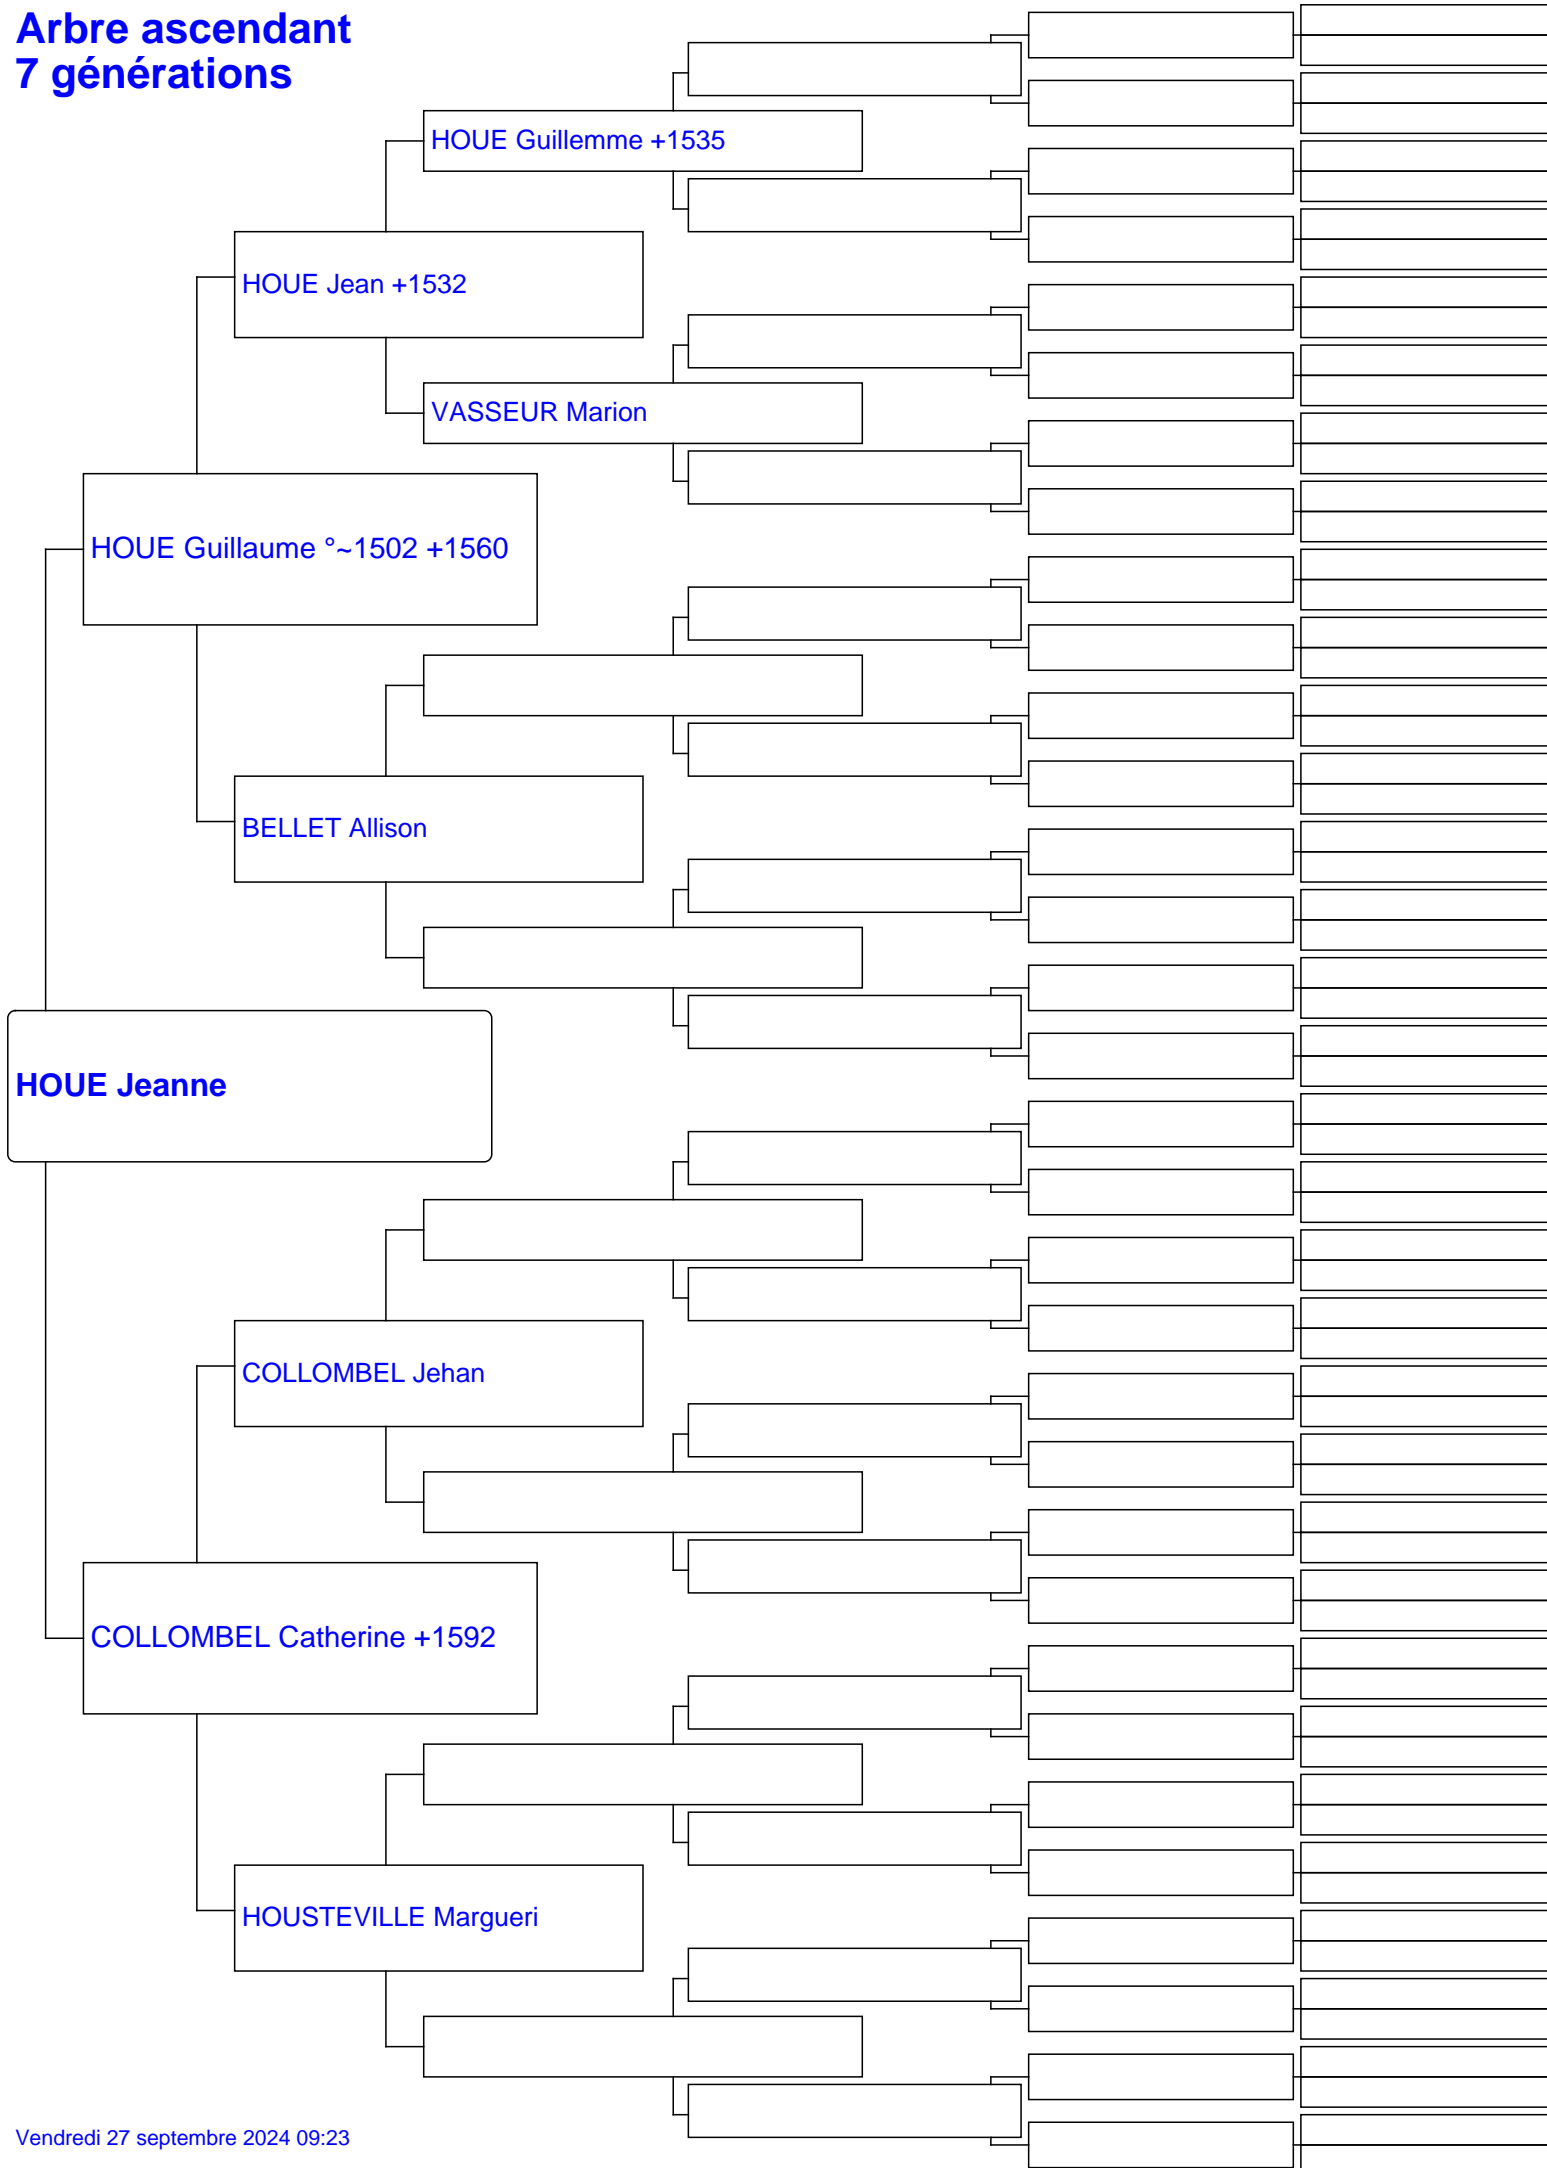 Arbre ascendant
7 générations
HOUE Guillemme +1535
HOUE Jean +1532
VASSEUR Marion
HOUE Guillaume °~1502 +1560
BELLET Allison
HOUE Jeanne
COLLOMBEL Jehan
COLLOMBEL Catherine +1592
HOUSTEVILLE Margueri
Vendredi 27 septembre 2024 09:23